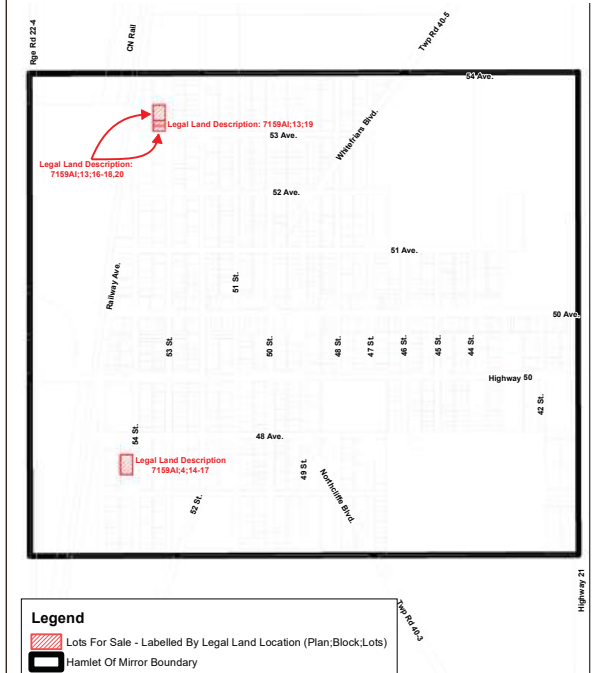 Rge Rd 22-4
CN Rail
Twp Rd 40-5
54 Ave.
Legal Land Description: 7159AI;13;19
53 Ave.
Whitefriars Blvd.
Legal Land Description:
7159AI;13;16-18,20
52 Ave.
51 Ave.
51 St.
Railway Ave.
50 Ave.
53 St.
50 St.
48 St.
47 St.
46 St.
45 St.
44 St.
Highway 50
42 St.
54 St.
48 Ave.
Legal Land Description
7159AI;4;14-17
49 St.
Northcliffe Blvd.
52 St.
Highway 21
Twp Rd 40-3
Legend
Lots For Sale - Labelled By Legal Land Location (Plan;Block;Lots)
Hamlet Of Mirror Boundary